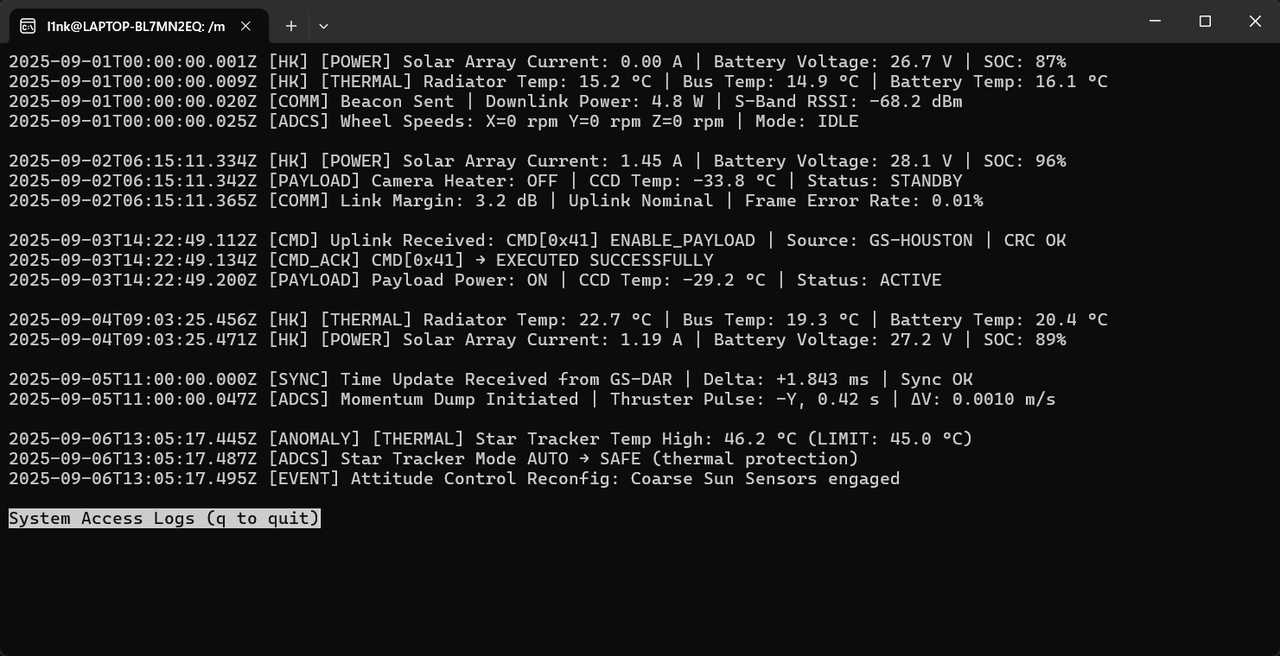 l1nk@LAPTOP-BL7MN2EQ: /m
2025-09-01T00:00:00.001Z [HK] [POWER] Solar Array Current: 0.00 A | Battery Voltage: 26.7 V | SOC: 87%
2025-09-01T00:00:00.009Z [HK] [THERMAL] Radiator Temp: 15.2 °C | Bus Temp: 14.9 °C | Battery Temp: 16.1 °C
2025-09-01T00:00:00.020Z [COMM] Beacon Sent | Downlink Power: 4.8 W | S-Band RSSI: -68.2 dBm
2025-09-01T00:00:00.025Z [ADCS] Wheel Speeds: X=0 rpm Y=0 rpm Z=0 rpm | Mode: IDLE
2025-09-02T06:15:11.334Z [HK] [POWER] Solar Array Current: 1.45 A | Battery Voltage: 28.1 V | SOC: 96%
2025-09-02T06:15:11.342Z [PAYLOAD] Camera Heater: OFF | CCD Temp: -33.8 °C | Status: STANDBY
2025-09-02T06:15:11.365Z [COMM] Link Margin: 3.2 dB | Uplink Nominal | Frame Error Rate: 0.01%
2025-09-03T14:22:49.112Z [CMD] Uplink Received: CMD[0x41] ENABLE_PAYLOAD | Source: GS-HOUSTON | CRC OK
2025-09-03T14:22:49.134Z [CMD_ACK] CMD[0x41] → EXECUTED SUCCESSFULLY
2025-09-03T14:22:49.200Z [PAYLOAD] Payload Power: ON | CCD Temp: -29.2 °C | Status: ACTIVE
2025-09-04T09:03:25.456Z [HK] [THERMAL] Radiator Temp: 22.7 °C | Bus Temp: 19.3 °C | Battery Temp: 20.4 °C
2025-09-04T09:03:25.471Z [HK] [POWER] Solar Array Current: 1.19 A | Battery Voltage: 27.2 V | SOC: 89%
2025-09-05T11:00:00.000Z [SYNC] Time Update Received from GS-DAR | Delta: +1.843 ms | Sync OK
2025-09-05T11:00:00.047Z [ADCS] Momentum Dump Initiated | Thruster Pulse: -Y, 0.42 s | ΔV: 0.0010 m/s
2025-09-06T13:05:17.445Z [ANOMALY] [THERMAL] Star Tracker Temp High: 46.2 °C (LIMIT: 45.0 °C)
2025-09-06T13:05:17.487Z [ADCS] Star Tracker Mode AUTO → SAFE (thermal protection)
2025-09-06T13:05:17.495Z [EVENT] Attitude Control Reconfig: Coarse Sun Sensors engaged
System Access Logs (q to quit)